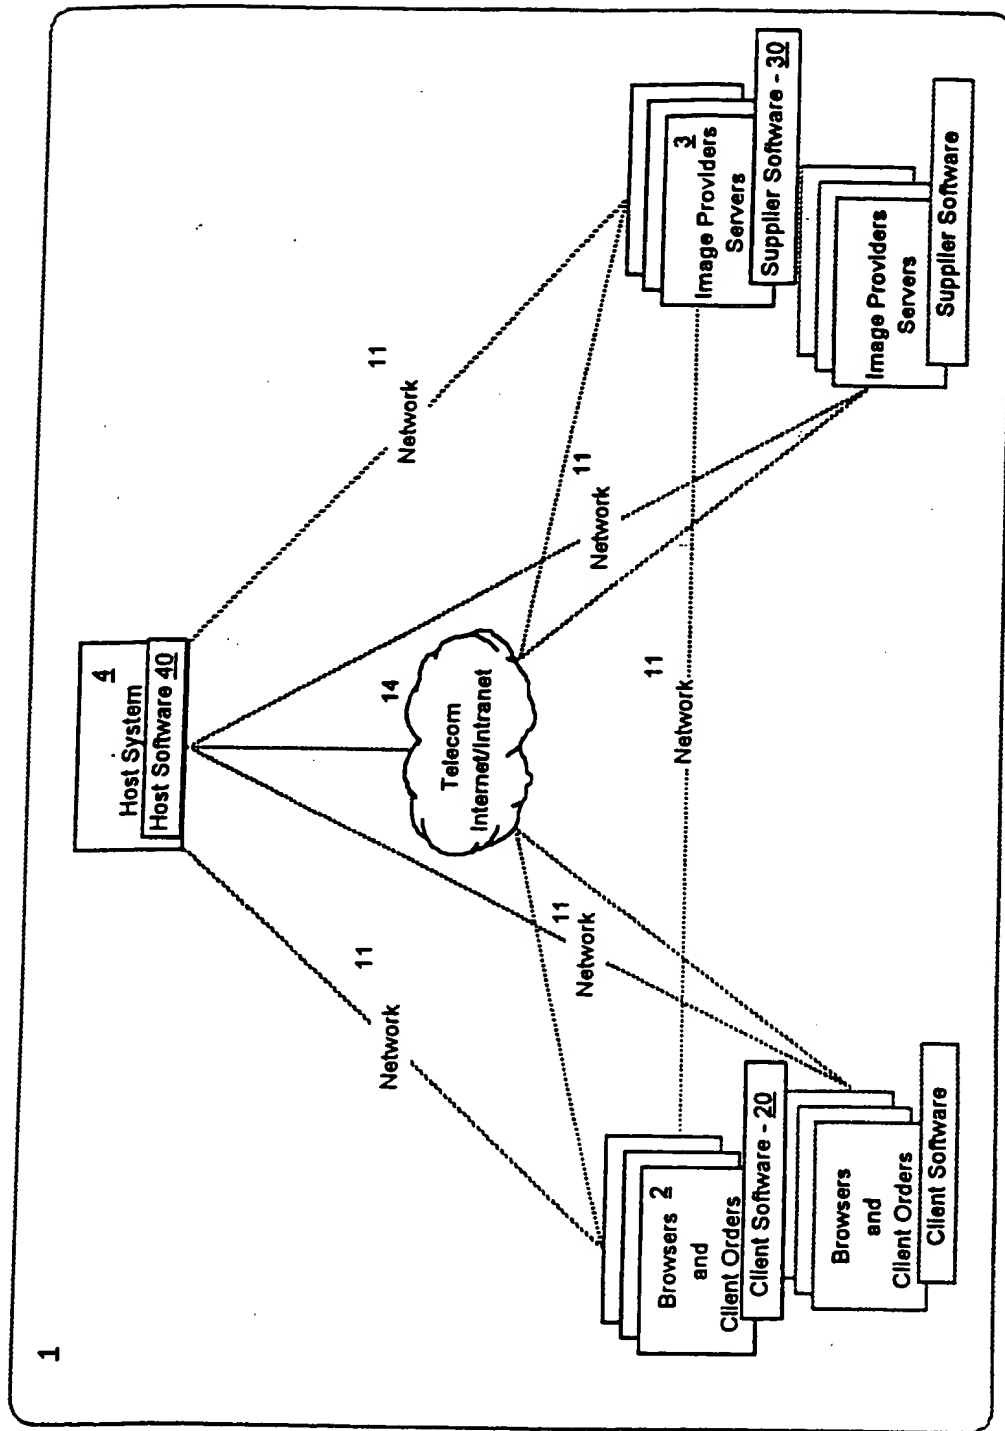 1
4
Host System
Host Software 40
11
Network
11
Network
14
Telecom
Internet/Intranet
11
Network
11
Network
11
Network
2
Browsers
and
Client Orders
Client Software - 20
Browsers
and
Client Orders
Client Software
3
Image Providers
Servers
Supplier Software - 30
Image Providers
Servers
Supplier Software